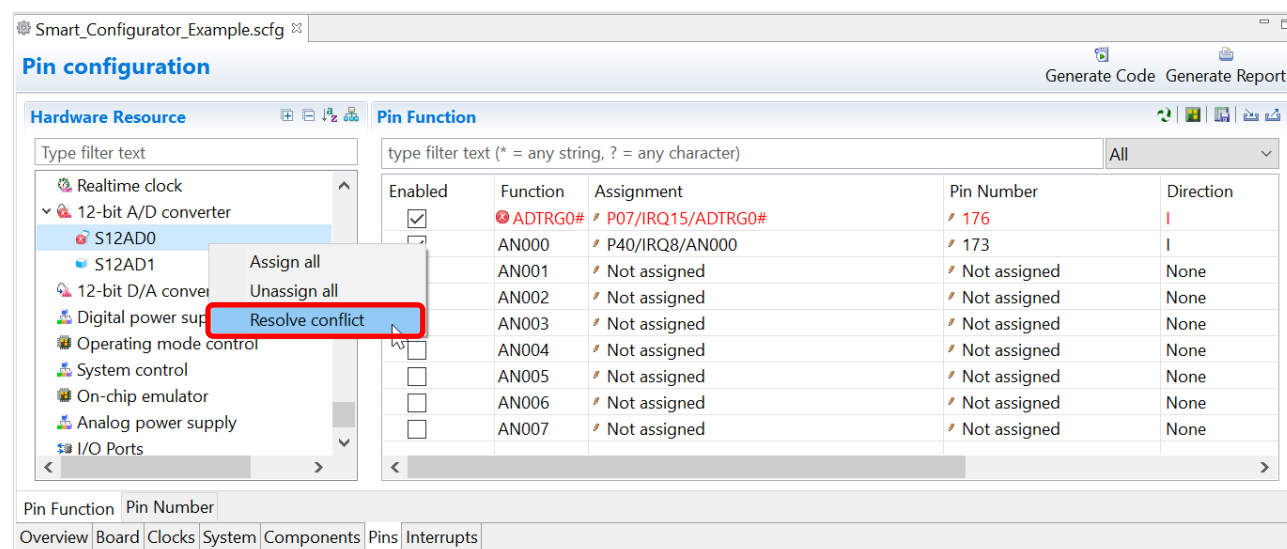 Smart_Configurator_Example.scfg
Pin configuration
Generate Code Generate Report
Hardware Resource
Pin Function
Type filter text
type filter text (* = any string, ? = any character)
All
Realtime clock
12-bit A/D converter
S12AD0
S12AD1
12-bit D/A conver
Digital power sup
Operating mode control
System control
On-chip emulator
Analog power supply
I/O Ports
Assign all
Unassign all
Resolve conflict
Enabled Function Assignment Pin Number Direction
ADTRG0# P07/IRQ15/ADTRG0# 176 I
AN000 P40/IRQ8/AN000 173 I
AN001 Not assigned Not assigned None
AN002 Not assigned Not assigned None
AN003 Not assigned Not assigned None
AN004 Not assigned Not assigned None
AN005 Not assigned Not assigned None
AN006 Not assigned Not assigned None
AN007 Not assigned Not assigned None
Pin Function Pin Number
Overview Board Clocks System Components Pins Interrupts